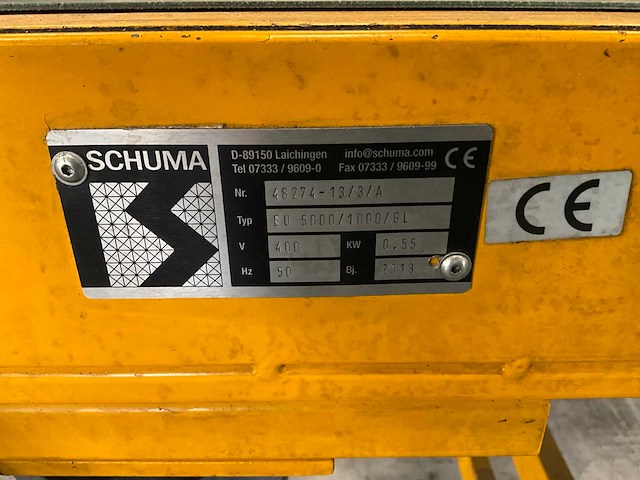 SCHUMA
D-89150 Laichingen info@schuma.com
Tel 07333 / 9609-0 Fax 07333 / 9609-99 CE
Nr. 48274-13/3/A
Typ EU 5000/1000/GL
V 400 KW 0.55
Hz 50 Bj. 2013
CE